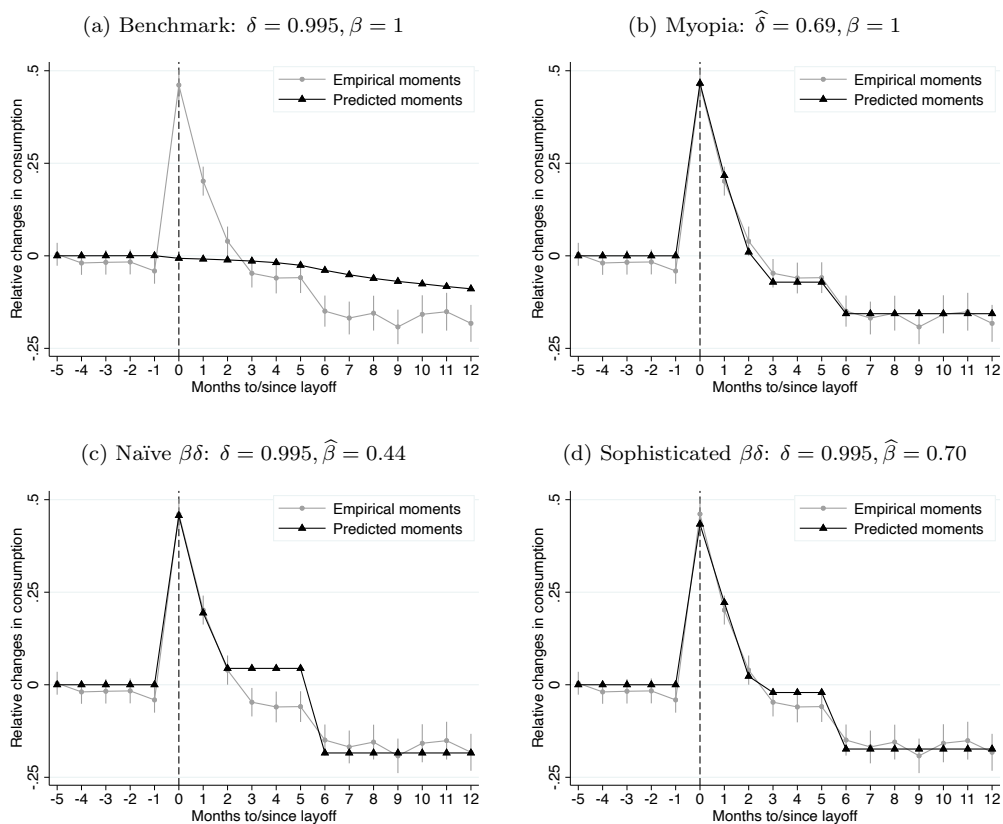 (a) Benchmark: δ = 0.995, β = 1
.5
.25
0
-.25
Relative changes in consumption
Empirical moments
Predicted moments
-5 -4 -3 -2 -1 0 1 2 3 4 5 6 7 8 9 10 11 12
Months to/since layoff
(b) Myopia: δ̂ = 0.69, β = 1
.5
.25
0
-.25
Relative changes in consumption
Empirical moments
Predicted moments
-5 -4 -3 -2 -1 0 1 2 3 4 5 6 7 8 9 10 11 12
Months to/since layoff
(c) Naïve βδ: δ = 0.995, β̂ = 0.44
.5
.25
0
-.25
Relative changes in consumption
Empirical moments
Predicted moments
-5 -4 -3 -2 -1 0 1 2 3 4 5 6 7 8 9 10 11 12
Months to/since layoff
(d) Sophisticated βδ: δ = 0.995, β̂ = 0.70
.5
.25
0
-.25
Relative changes in consumption
Empirical moments
Predicted moments
-5 -4 -3 -2 -1 0 1 2 3 4 5 6 7 8 9 10 11 12
Months to/since layoff